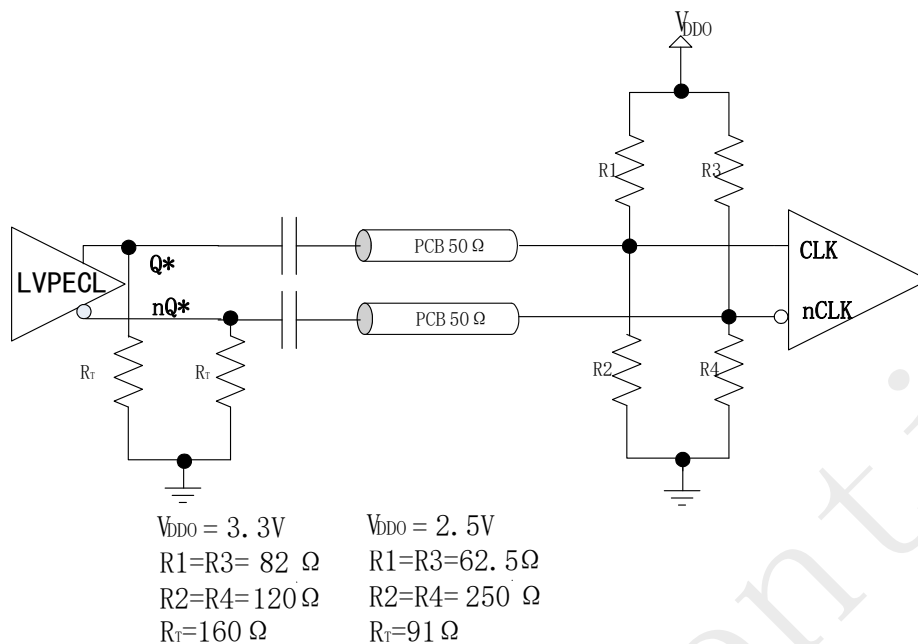 VDDO
R1
R3
PCB 50 Ω
CLK
Q*
LVPECL
nQ*
PCB 50 Ω
nCLK
RT
RT
R2
R4
VDDO = 3.3V
VDDO = 2.5V
R1=R3= 82 Ω
R1=R3=62.5Ω
R2=R4=120Ω
R2=R4= 250 Ω
RT=160 Ω
RT=91 Ω